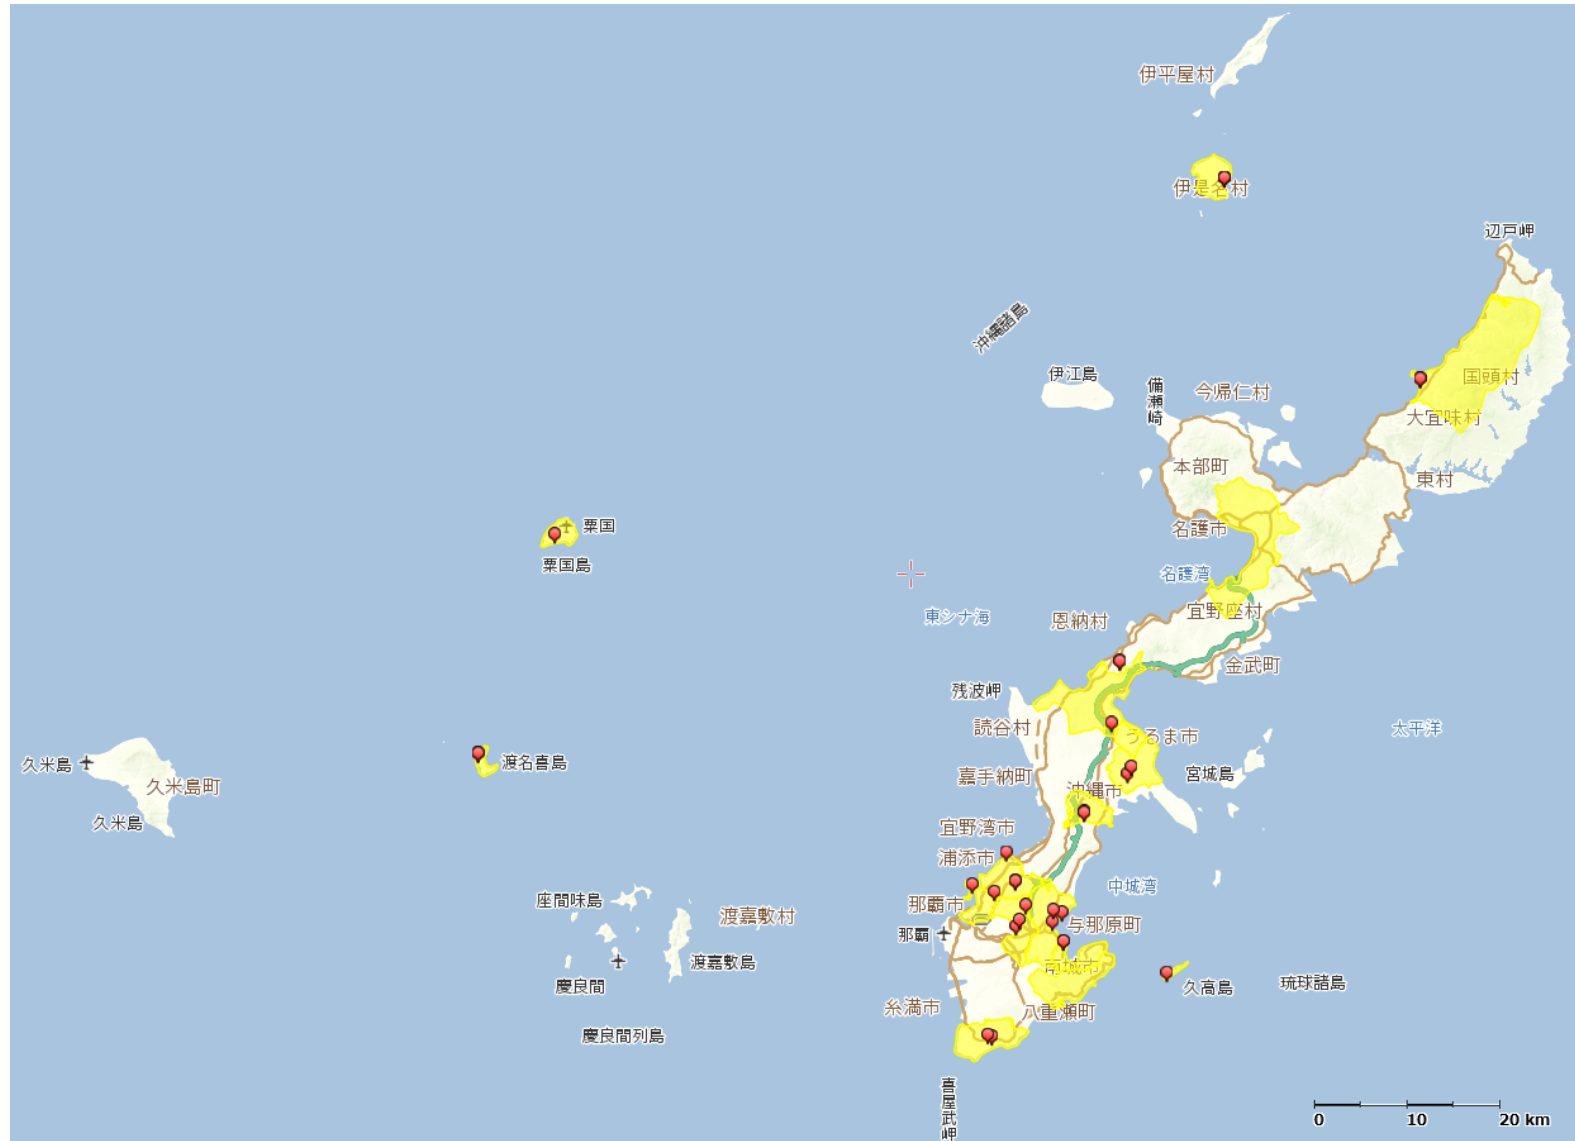 伊平屋村
伊是名村
辺戸岬
沖縄諸島
伊江島
備瀬崎
今帰仁村
国頭村
大宜味村
本部町
東村
名護市
粟国
粟国島
名護湾
東シナ海
恩納村
宜野座村
金武町
残波岬
読谷村
うるま市
太平洋
久米島
久米島町
久米島
渡名喜島
嘉手納町
宮城島
沖縄市
宜野湾市
浦添市
中城湾
座間味島
渡嘉敷村
那覇市
那覇
与那原町
渡嘉敷島
慶良間
南城市
久高島
琉球諸島
糸満市
八重瀬町
慶良間列島
喜屋武岬
0 10 20 km